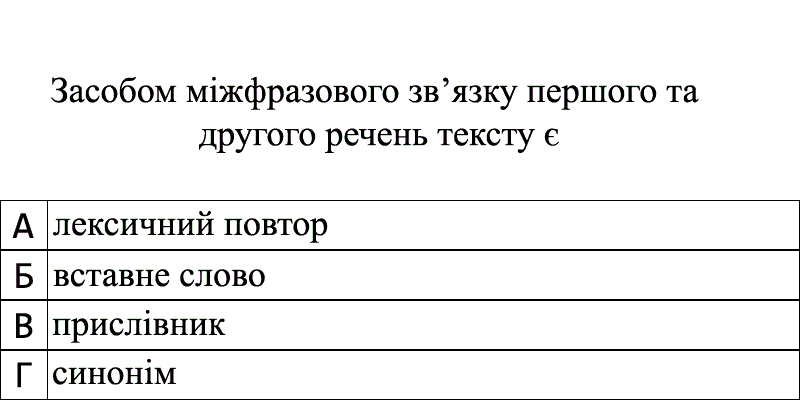 Засобом міжфразового зв’язку першого та
другого речень тексту є
А лексичний повтор
Б вставне слово
В прислівник
Г синонім